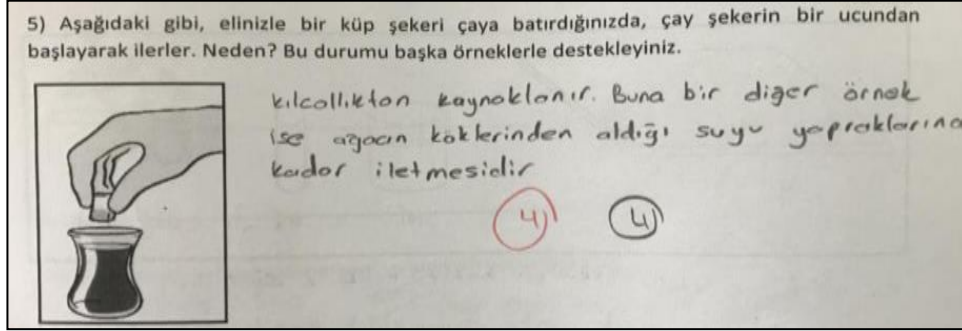 5) Aşağıdaki gibi, elinizle bir küp şekeri çaya batırdığınızda, çay şekerin bir ucundan
başlayarak ilerler. Neden? Bu durumu başka örneklerle destekleyiniz.
kılcallıktan kaynaklanır. Buna bir diğer örnek
ise ağacın köklerinden aldığı suyu yapraklarına
kadar iletmesidir
4) 4)